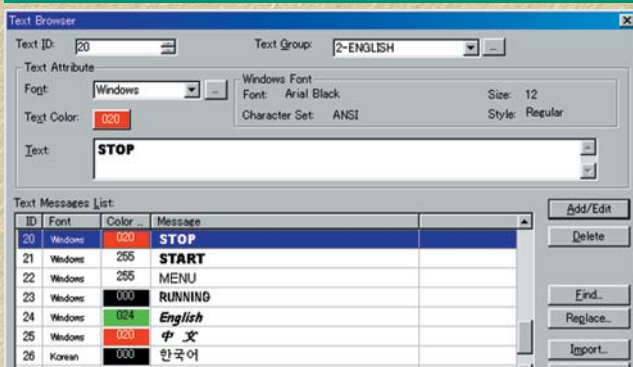 Text Browser
Text ID: 20 Text Group: 2-ENGLISH ...
Text Attribute
Font: Windows ...
Text Color: 020
Windows Font
Font: Arial Black Size: 12
Character Set: ANSI Style: Regular
Text: STOP
Text Messages List:
ID Font Color .. Message
20 Windows 020 STOP
21 Windows 255 START
22 Windows 255 MENU
23 Windows 000 RUNNING
24 Windows 024 English
25 Windows 020 中 文
26 Korean 000 한국어
Add/Edit
Delete
Find..
Replace..
Import..